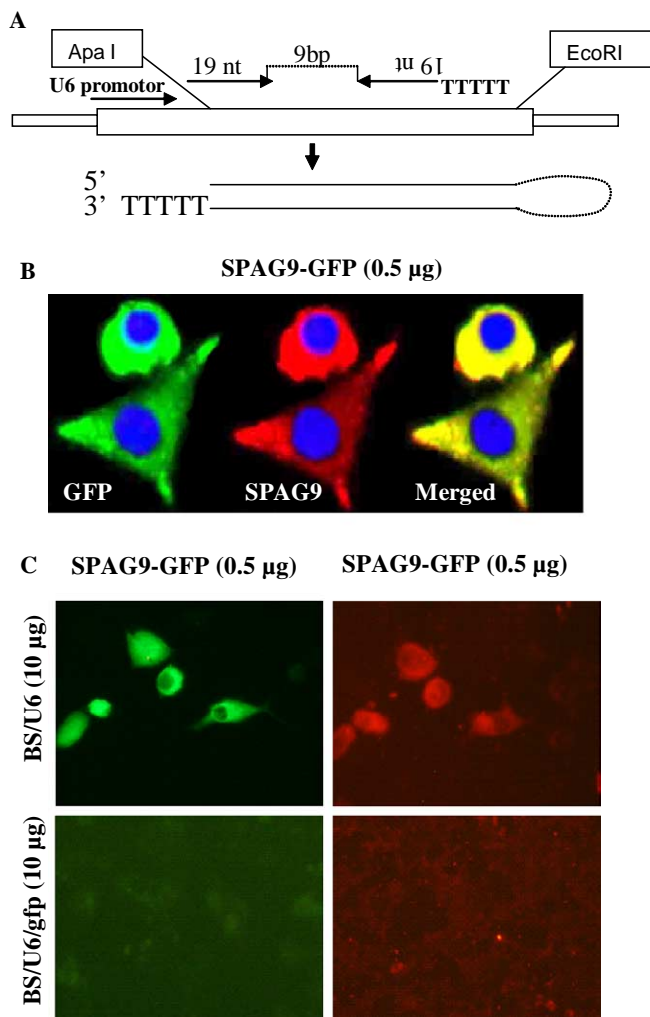 A
Apa I
9bp
EcoRI
19 nt
19 nt
U6 promotor
TTTTT
5’
3’ TTTTT
B
SPAG9-GFP (0.5 µg)
GFP
SPAG9
Merged
C
SPAG9-GFP (0.5 µg)
SPAG9-GFP (0.5 µg)
BS/U6 (10 µg)
BS/U6/gfp (10 µg)